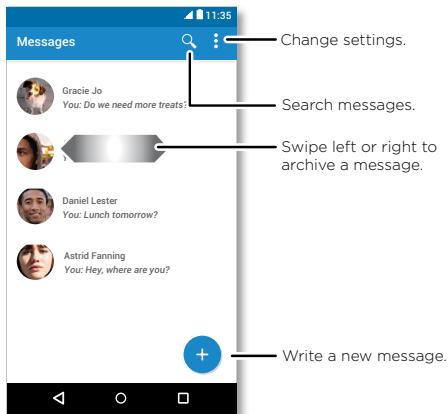 11:35
Messages
Change settings.
Gracie Jo
You: Do we need more treats?
Search messages.
Swipe left or right to
archive a message.
Daniel Lester
You: Lunch tomorrow?
Astrid Fanning
You: Hey, where are you?
Write a new message.